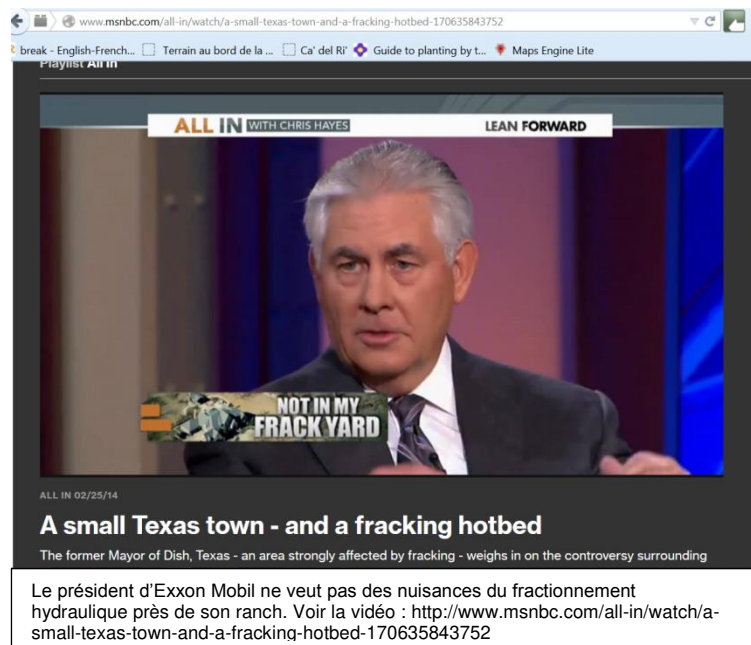 www.msnbc.com/all-in/watch/a-small-texas-town-and-a-fracking-hotbed-170635843752
break - English-French... Terrain au bord de la ... Ca' del Ri' Guide to planting by t... Maps Engine Lite
Playlist All In
ALL IN WITH CHRIS HAYES LEAN FORWARD
NOT IN MY
FRACK YARD
ALL IN 02/25/14
A small Texas town - and a fracking hotbed
The former Mayor of Dish, Texas - an area strongly affected by fracking - weighs in on the controversy surrounding
Le président d'Exxon Mobil ne veut pas des nuisances du fractionnement
hydraulique près de son ranch. Voir la vidéo : http://www.msnbc.com/all-in/watch/a-
small-texas-town-and-a-fracking-hotbed-170635843752